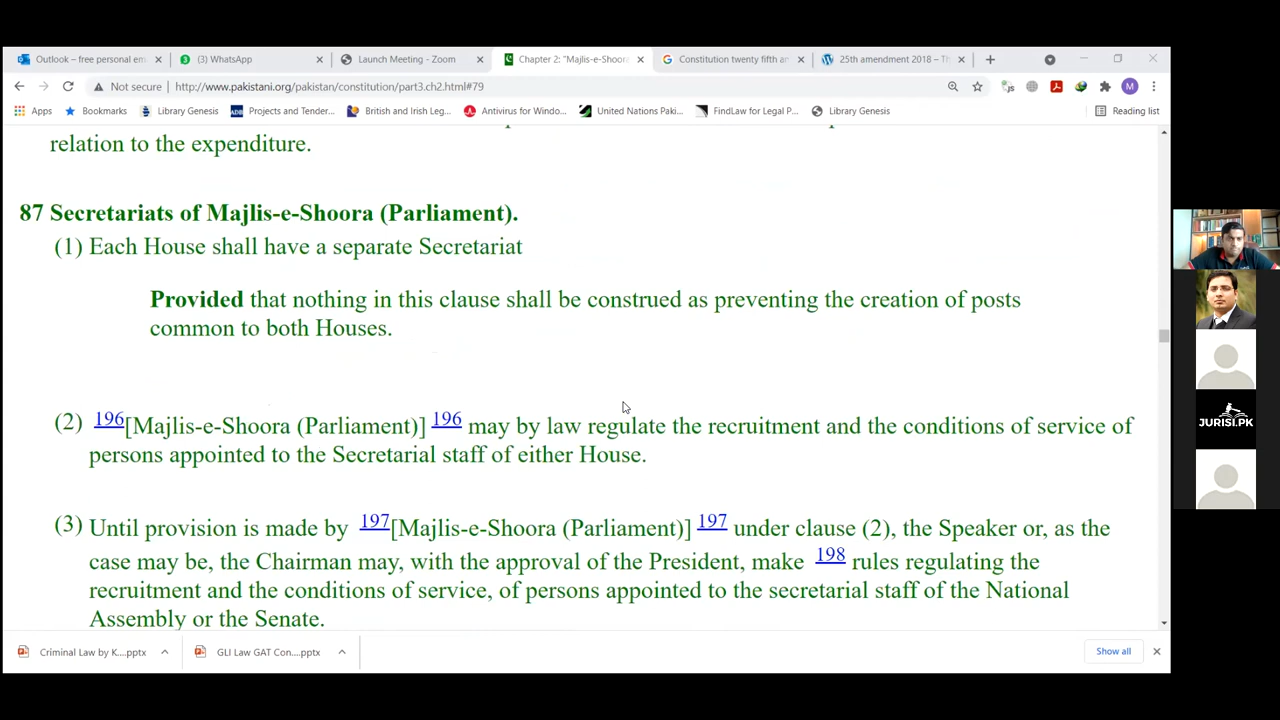 Outlook – free personal em
(3) WhatsApp
Launch Meeting - Zoom
Chapter 2: "Majlis-e-Shoora
Constitution twenty fifth an
25th amendment 2018 – Th
Not secure | http://www.pakistani.org/pakistan/constitution/part3.ch2.html#79
M
Apps
Bookmarks
Library Genesis
ADB
Projects and Tender...
British and Irish Leg...
Antivirus for Windo...
United Nations Paki...
FindLaw for Legal P...
Library Genesis
Reading list
relation to the expenditure.
87 Secretariats of Majlis-e-Shoora (Parliament).
(1) Each House shall have a separate Secretariat
Provided that nothing in this clause shall be construed as preventing the creation of posts
common to both Houses.
(2) 196[Majlis-e-Shoora (Parliament)] 196 may by law regulate the recruitment and the conditions of service of
persons appointed to the Secretarial staff of either House.
(3) Until provision is made by 197[Majlis-e-Shoora (Parliament)] 197 under clause (2), the Speaker or, as the
case may be, the Chairman may, with the approval of the President, make 198 rules regulating the
recruitment and the conditions of service, of persons appointed to the secretarial staff of the National
Assembly or the Senate.
JURISI.PK
Criminal Law by K....pptx
GLI Law GAT Con....pptx
Show all